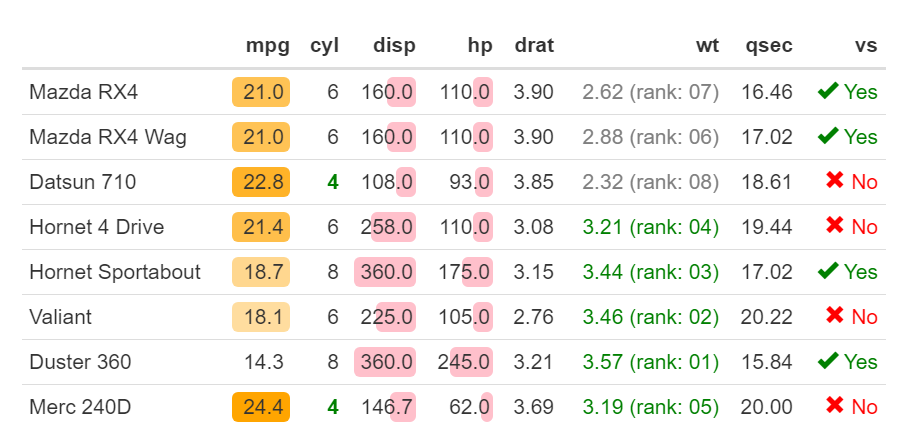 mpg cyl disp hp drat wt qsec vs
Mazda RX4 21.0 6 160.0 110.0 3.90 2.62 (rank: 07) 16.46 ✔ Yes
Mazda RX4 Wag 21.0 6 160.0 110.0 3.90 2.88 (rank: 06) 17.02 ✔ Yes
Datsun 710 22.8 4 108.0 93.0 3.85 2.32 (rank: 08) 18.61 ✖ No
Hornet 4 Drive 21.4 6 258.0 110.0 3.08 3.21 (rank: 04) 19.44 ✖ No
Hornet Sportabout 18.7 8 360.0 175.0 3.15 3.44 (rank: 03) 17.02 ✔ Yes
Valiant 18.1 6 225.0 105.0 2.76 3.46 (rank: 02) 20.22 ✖ No
Duster 360 14.3 8 360.0 245.0 3.21 3.57 (rank: 01) 15.84 ✔ Yes
Merc 240D 24.4 4 146.7 62.0 3.69 3.19 (rank: 05) 20.00 ✖ No